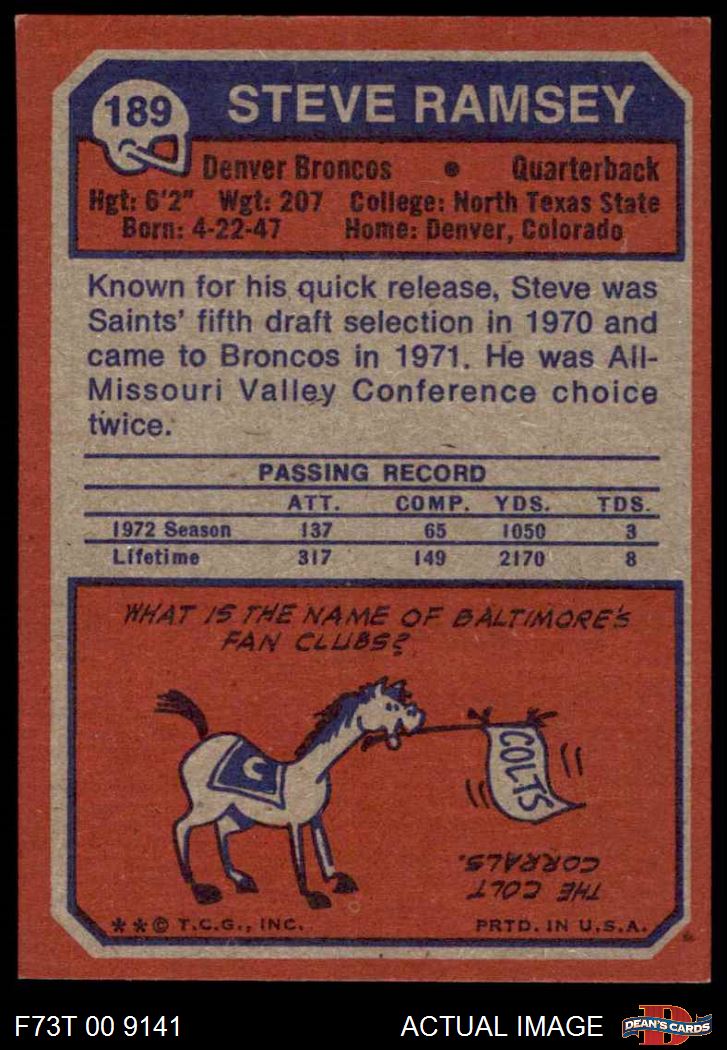 189 STEVE RAMSEY
Denver Broncos • Quarterback
Hgt: 6'2" Wgt: 207 College: North Texas State
Born: 4-22-47 Home: Denver, Colorado
Known for his quick release, Steve was
Saints' fifth draft selection in 1970 and
came to Broncos in 1971. He was All-
Missouri Valley Conference choice
twice.
PASSING RECORD
ATT. COMP. YDS. TDS.
1972 Season 137 65 1050 3
Lifetime 317 149 2170 8
WHAT IS THE NAME OF BALTIMORE'S
FAN CLUBS?
C
COLTS
THE COLT
CORRALS.
**© T.C.G., INC. PRTD. IN U.S.A.
F73T 00 9141 ACTUAL IMAGE
D
DEAN'S CARDS